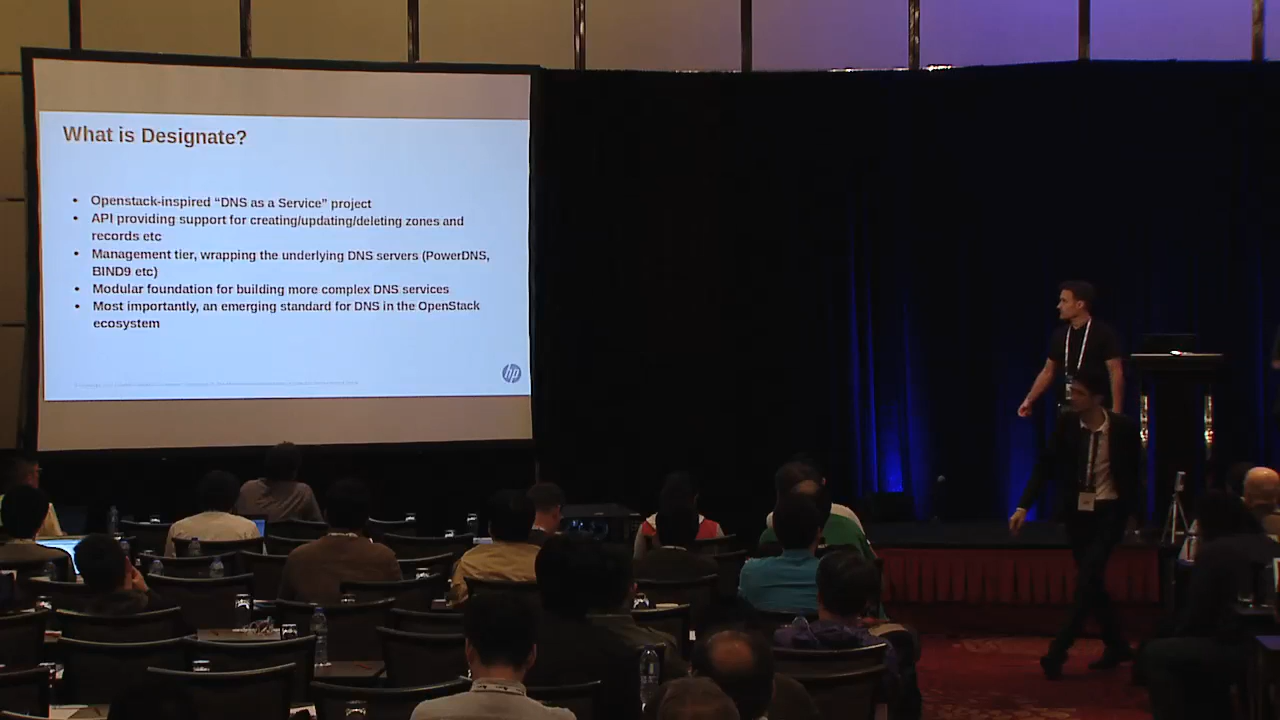 What is Designate?
• Openstack-inspired “DNS as a Service” project
• API providing support for creating/updating/deleting zones and
records etc
• Management tier, wrapping the underlying DNS servers (PowerDNS,
BIND9 etc)
• Modular foundation for building more complex DNS services
• Most importantly, an emerging standard for DNS in the OpenStack
ecosystem
hp